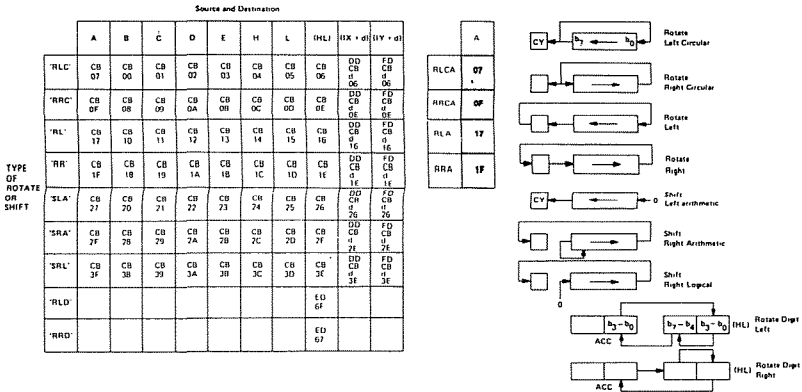 Source and Destination
A B C D E H L (HL) (IX + d) (IY + d)
TYPE OF ROTATE OR SHIFT
'RLC' CB 07 CB 00 CB 01 CB 02 CB 03 CB 04 CB 05 CB 06 DD CB d 06 FD CB d 06
'RRC' CB 0F CB 08 CB 09 CB 0A CB 0B CB 0C CB 0D CB 0E DD CB d 0E FD CB d 0E
'RL' CB 17 CB 10 CB 11 CB 12 CB 13 CB 14 CB 15 CB 16 DD CB d 16 FD CB d 16
'RR' CB 1F CB 18 CB 19 CB 1A CB 1B CB 1C CB 1D CB 1E DD CB d 1E FD CB d 1E
'SLA' CB 27 CB 20 CB 21 CB 22 CB 23 CB 24 CB 25 CB 26 DD CB d 26 FD CB d 26
'SRA' CB 2F CB 28 CB 29 CB 2A CB 2B CB 2C CB 2D CB 2E DD CB d 2E FD CB d 2E
'SRL' CB 3F CB 38 CB 39 CB 3A CB 3B CB 3C CB 3D CB 3E DD CB d 3E FD CB d 3E
'RLD' ED 6F
'RRD' ED 67
A
RLCA 07
RRCA 0F
RLA 17
RRA 1F
CY b7 b0 Rotate Left Circular
Rotate Right Circular
Rotate Left
Rotate Right
CY 0 Shift Left arithmetic
Shift Right Arithmetic
0 Shift Right Logical
b3-b0 b7-b4 b3-b0 (HL) Rotate Digit Left
ACC
(HL) Rotate Digit Right
ACC